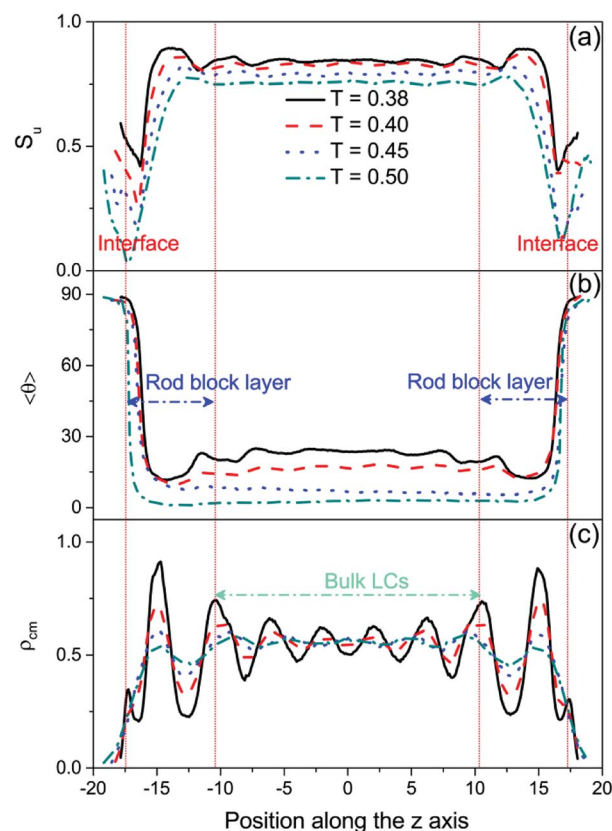 (a)
1.0
0.5
0.0
S_u
T = 0.38
T = 0.40
T = 0.45
T = 0.50
Interface Interface
(b)
90
60
30
0
<θ>
Rod block layer Rod block layer
(c)
1.0
0.5
0.0
ρ_cm
Bulk LCs
-20 -15 -10 -5 0 5 10 15 20
Position along the z axis